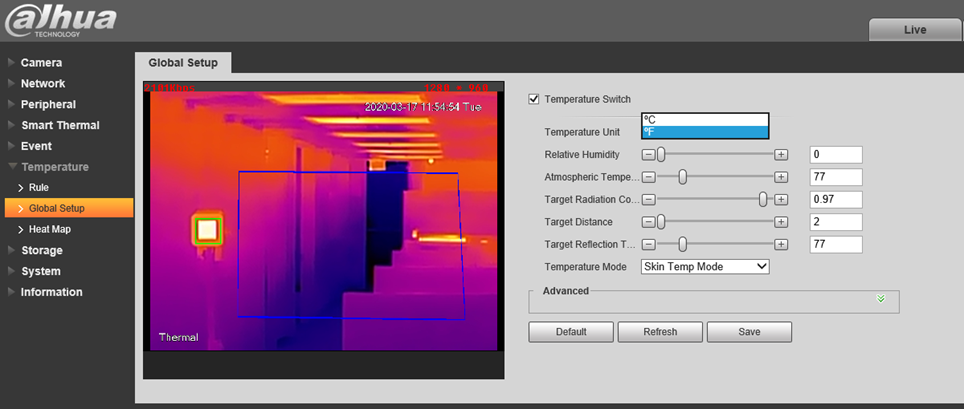 alhua
TECHNOLOGY
Live
Camera
Network
Peripheral
Smart Thermal
Event
Temperature
Rule
Global Setup
Heat Map
Storage
System
Information
Global Setup
2020-03-17 11:54:54 Tue
Thermal
Temperature Switch
Temperature Unit
°C
°F
Relative Humidity 0
Atmospheric Tempe... 77
Target Radiation Co... 0.97
Target Distance 2
Target Reflection T... 77
Temperature Mode Skin Temp Mode
Advanced
Default Refresh Save